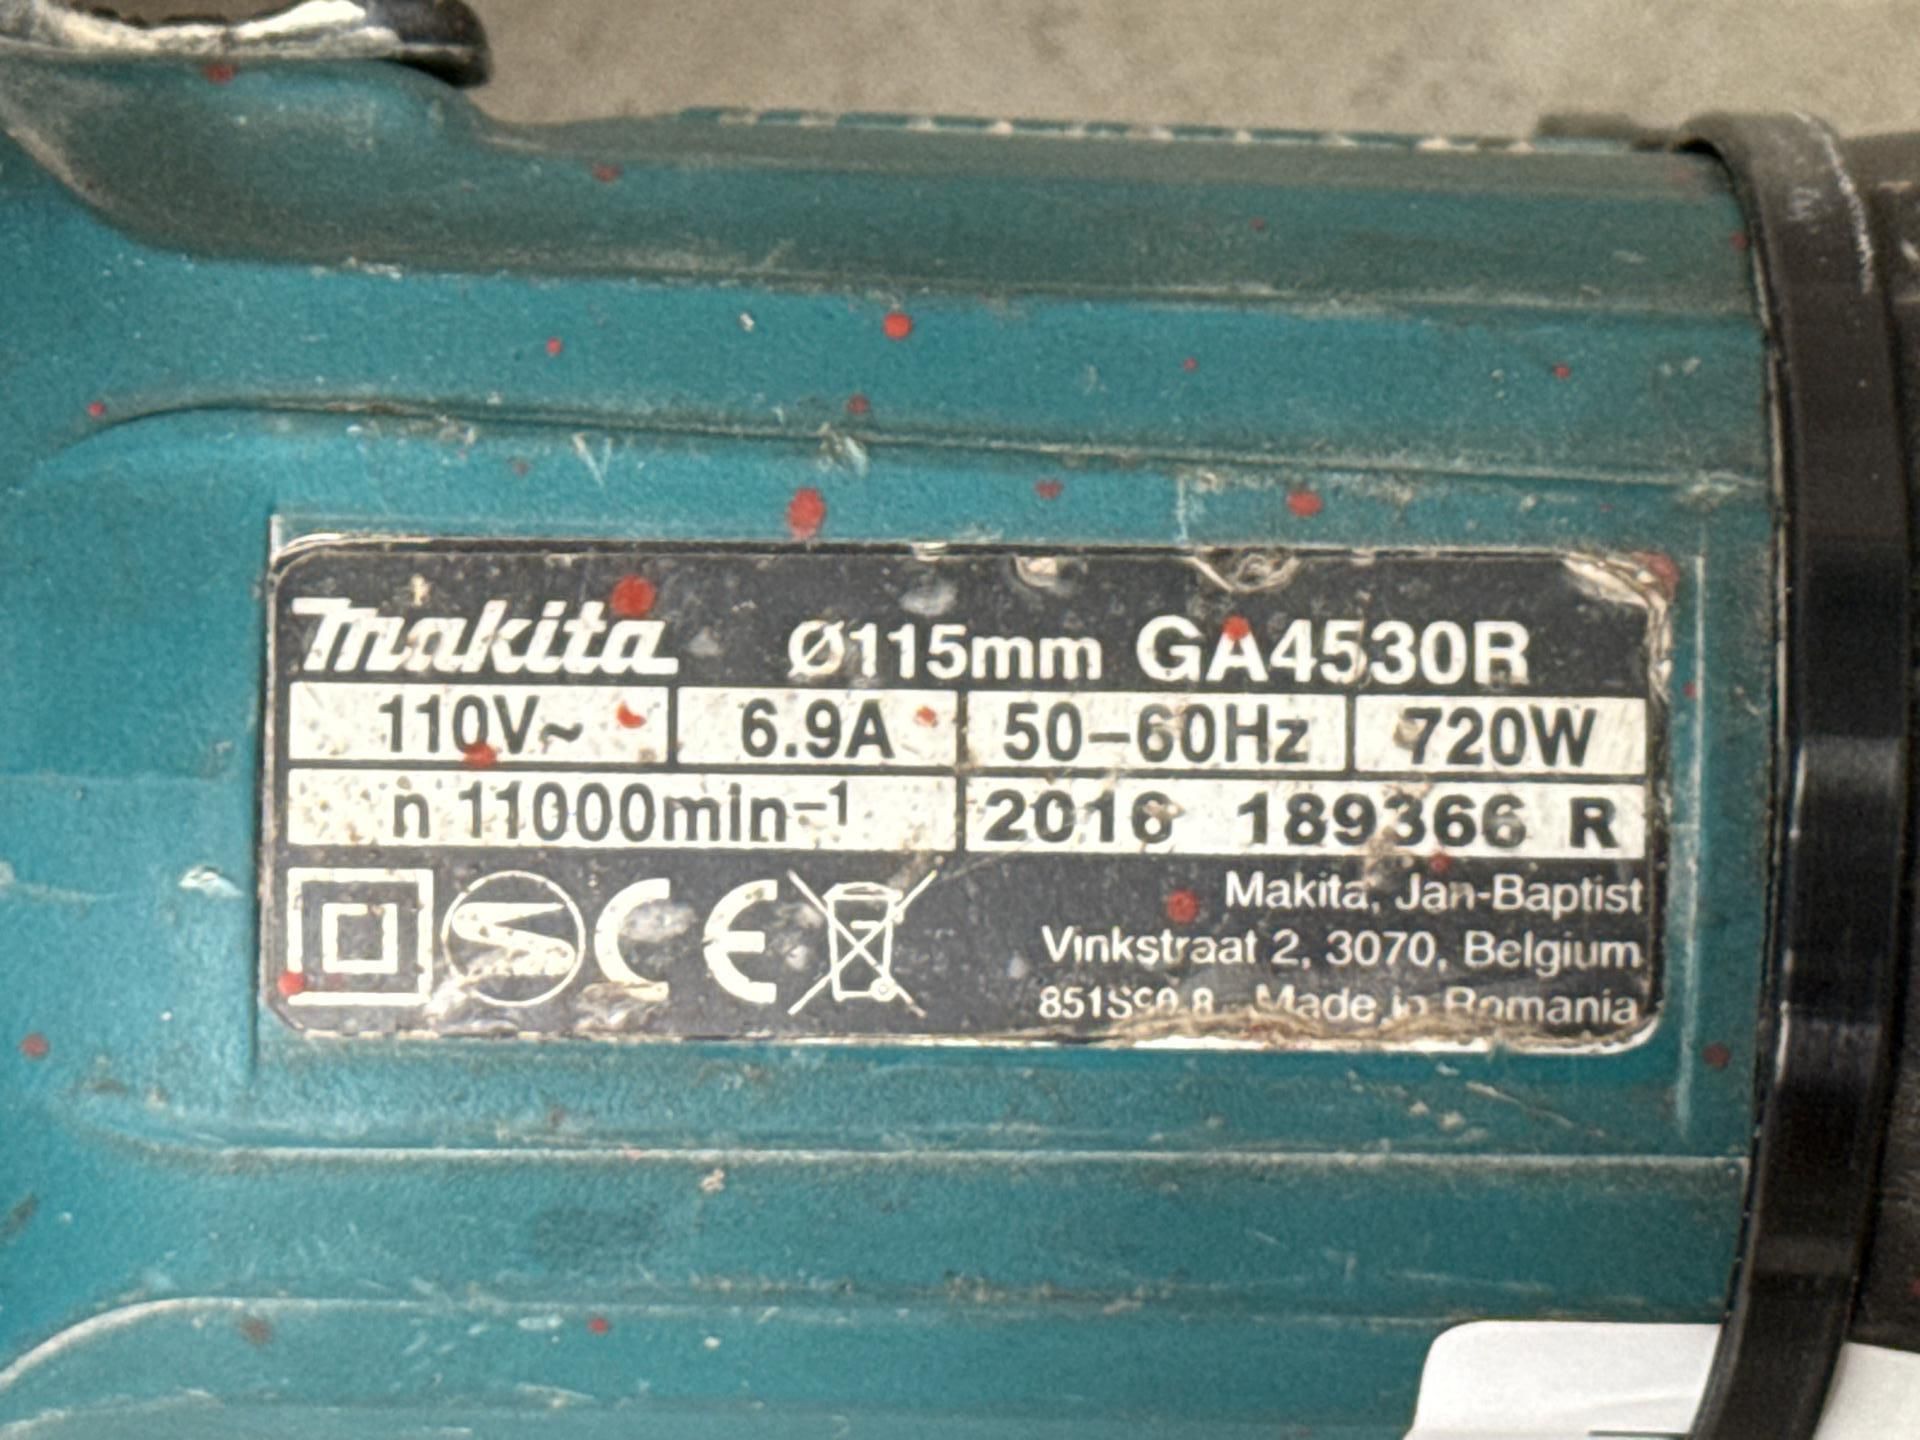 makita Ø115mm GA4530R
110V~ 6.9A 50-60Hz 720W
n 11000min⁻¹ 2016 189366 R
CE Makita, Jan-Baptist
Vinkstraat 2, 3070, Belgium
Made in Romania